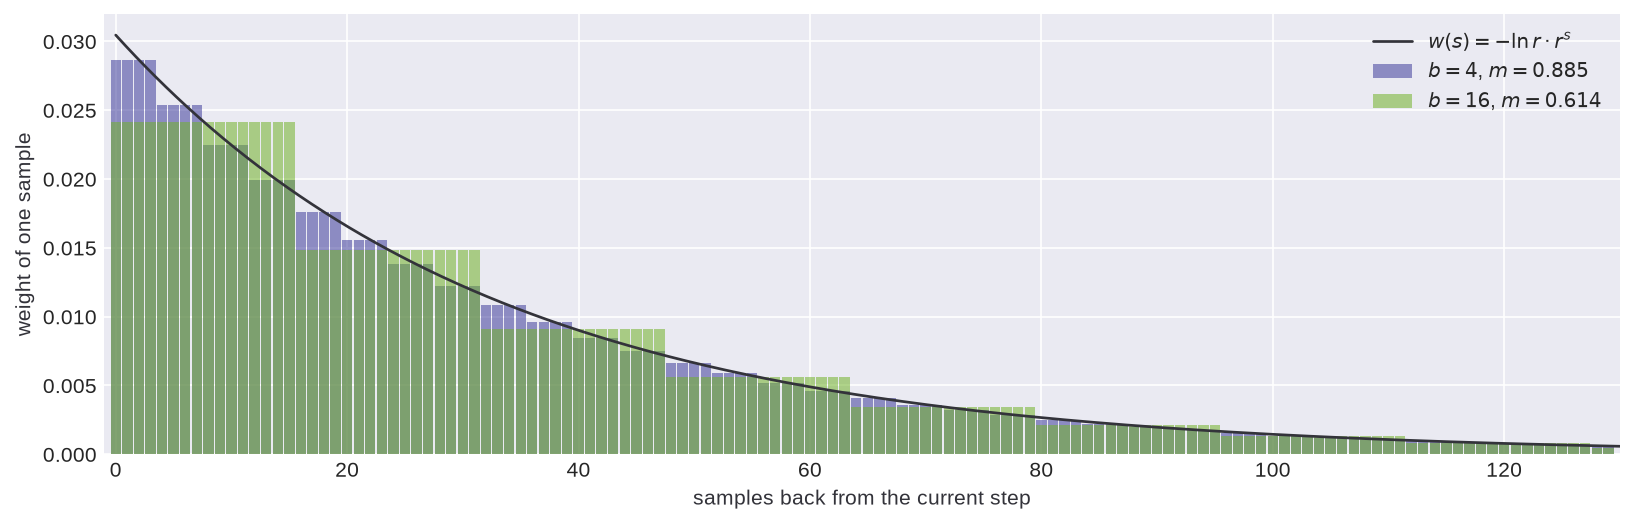 0.030
0.025
0.020
0.015
0.010
0.005
0.000
weight of one sample
0 20 40 60 80 100 120
samples back from the current step
w(s) = −ln r · r^s
b = 4, m = 0.885
b = 16, m = 0.614